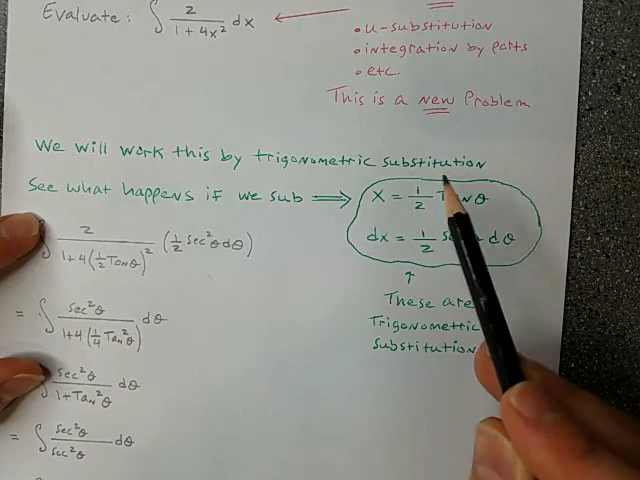 Evaluate: ∫ 2/(1 + 4x²) dx
• u-substitution
• integration by parts
• etc.
This is a new Problem
We will work this by trigonometric substitution
See what happens if we sub ⟹
x = 1/2 Tanθ
dx = 1/2 dθ
↑
These are
Trigonometric
substitution
∫ 2/(1+4(1/2 Tanθ)²) (1/2 sec²θdθ)
= ∫ sec²θ/(1+4(1/4 Tan²θ)) dθ
∫ sec²θ/(1+Tan²θ) dθ
= ∫ sec²θ/sec²θ dθ